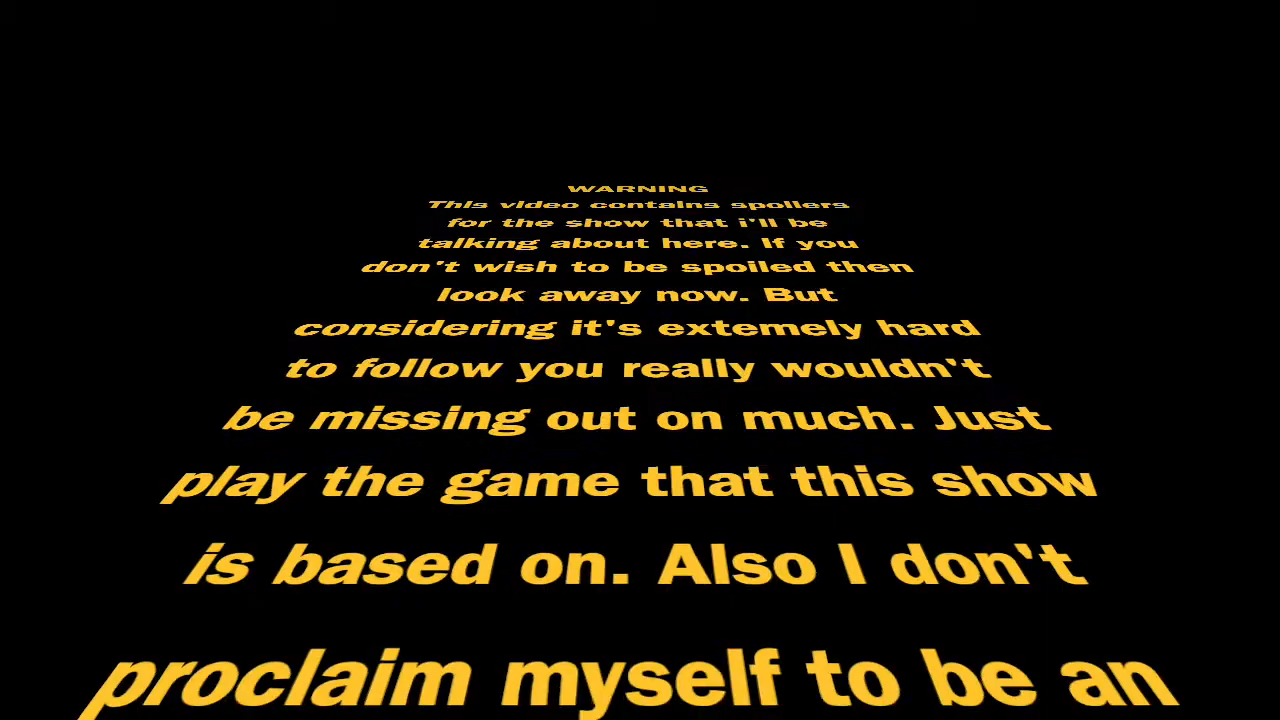 WARNING
This video contains spoilers
for the show that i'll be
talking about here. If you
don't wish to be spoiled then
look away now. But
considering it's extemely hard
to follow you really wouldn't
be missing out on much. Just
play the game that this show
is based on. Also I don't
proclaim myself to be an